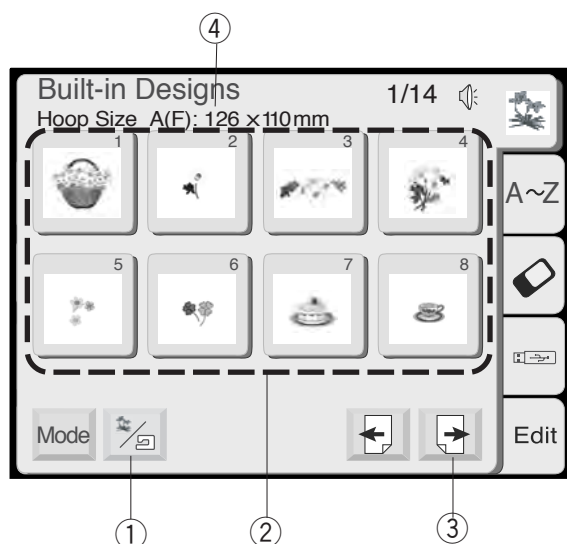 ④
Built-in Designs 1/14
Hoop Size A(F): 126 ×110 mm
1 2 3 4
A~Z
5 6 7 8
Mode Edit
① ② ③